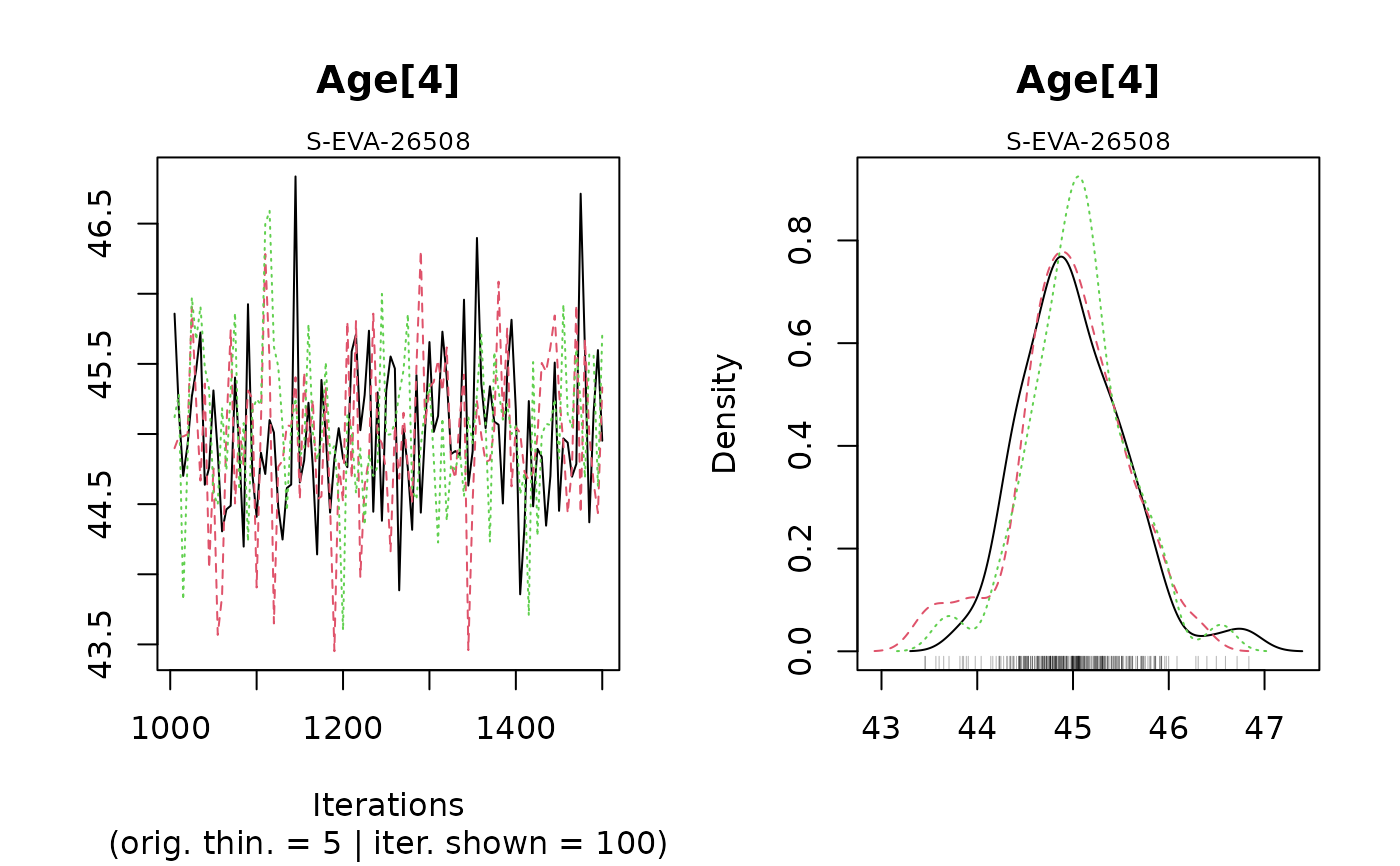 Age[4]
S-EVA-26508
46.5
45.5
44.5
43.5
1000 1200 1400
Iterations
(orig. thin. = 5 | iter. shown = 100)
Age[4]
S-EVA-26508
Density
0.8
0.6
0.4
0.2
0.0
43 44 45 46 47